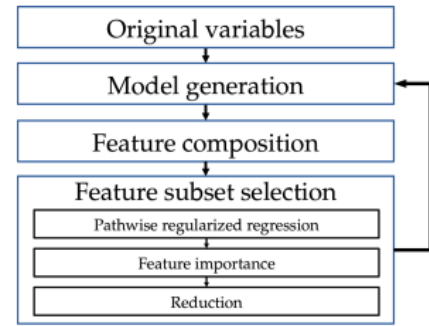 Original variables
Model generation
Feature composition
Feature subset selection
Pathwise regularized regression
Feature importance
Reduction